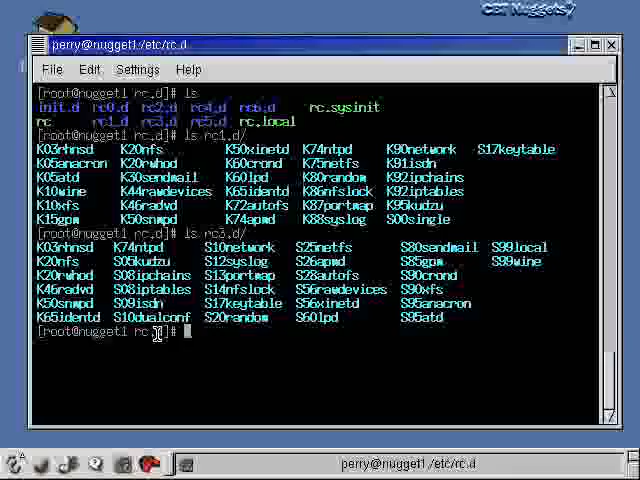 CBT Nuggets
perry@nugget1:/etc/rc.d
File Edit Settings Help
[root@nugget1 rc.d]# ls
init.d rc0.d rc2.d rc4.d rc6.d rc.sysinit
rc rc1.d rc3.d rc5.d rc.local
[root@nugget1 rc.d]# ls rc1.d/
K03rhnsd K20nfs K50xinetd K74ntpd K90network S17keytable
K05anacron K20rwhod K60crond K75netfs K91isdn
K05atd K30sendmail K60lpd K80random K92ipchains
K10wine K44rawdevices K65identd K86nfslock K92iptables
K10xfs K46radvd K72autofs K87portmap K95kudzu
K15gpm K50snmpd K74apmd K88syslog S00single
[root@nugget1 rc.d]# ls rc3.d/
K03rhnsd K74ntpd S10network S25netfs S80sendmail S99local
K20nfs S05kudzu S12syslog S26apmd S85gpm S99wine
K20rwhod S08ipchains S13portmap S28autofs S90crond
K46radvd S08iptables S14nfslock S56rawdevices S90xfs
K50snmpd S09isdn S17keytable S56xinetd S95anacron
K65identd S10dualconf S20random S60lpd S95atd
[root@nugget1 rc.d]#
perry@nugget1:/etc/rc.d